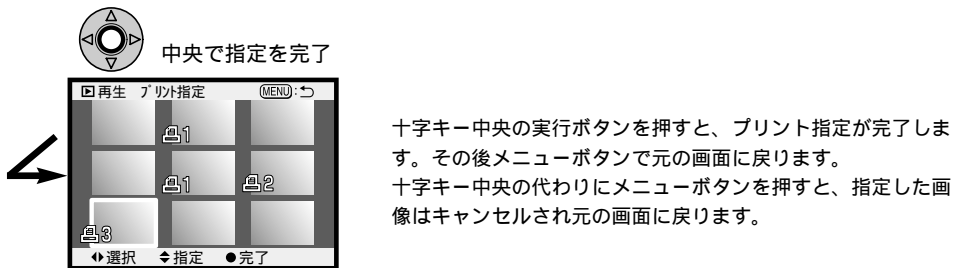 中央で指定を完了
再生 プリント指定 MENU:
1
1 2
3
選択 指定 ●完了
十字キー中央の実行ボタンを押すと、プリント指定が完了しま
す。その後メニューボタンで元の画面に戻ります。
十字キー中央の代わりにメニューボタンを押すと、指定した画
像はキャンセルされ元の画面に戻ります。